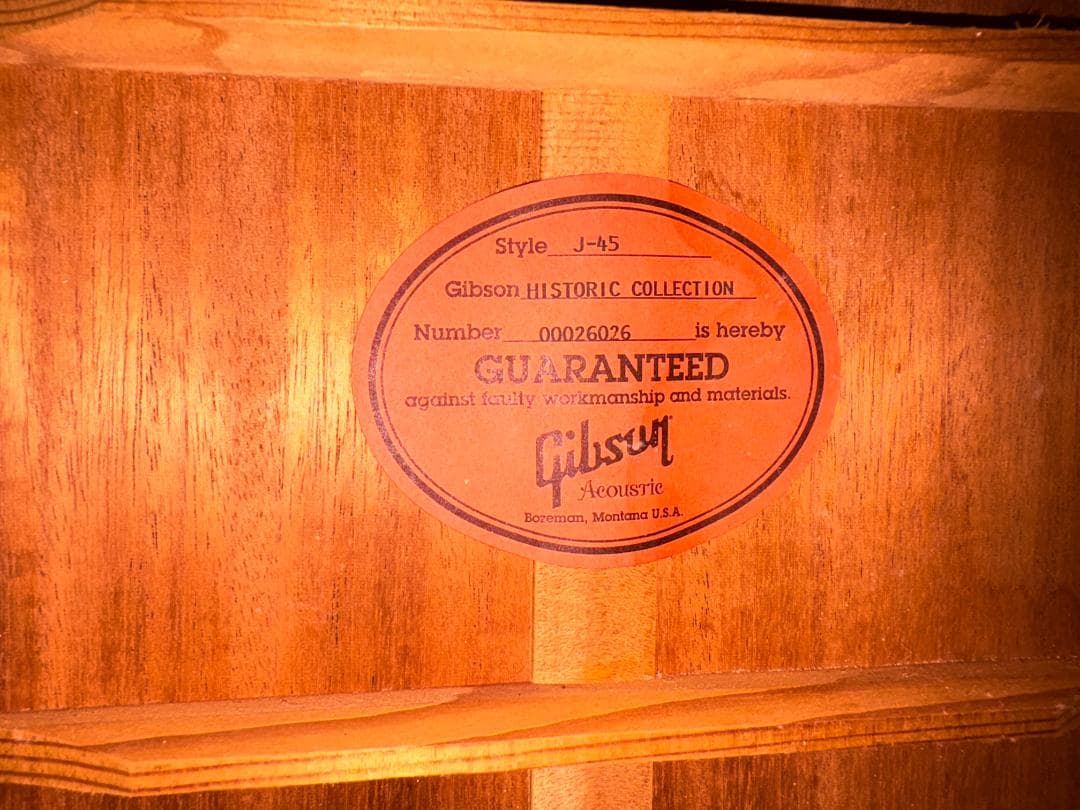 Style J-45
Gibson HISTORIC COLLECTION
Number 00026026 is hereby
GUARANTEED
against faulty workmanship and materials.
Gibson
Acoustic
Bozeman, Montana U.S.A.